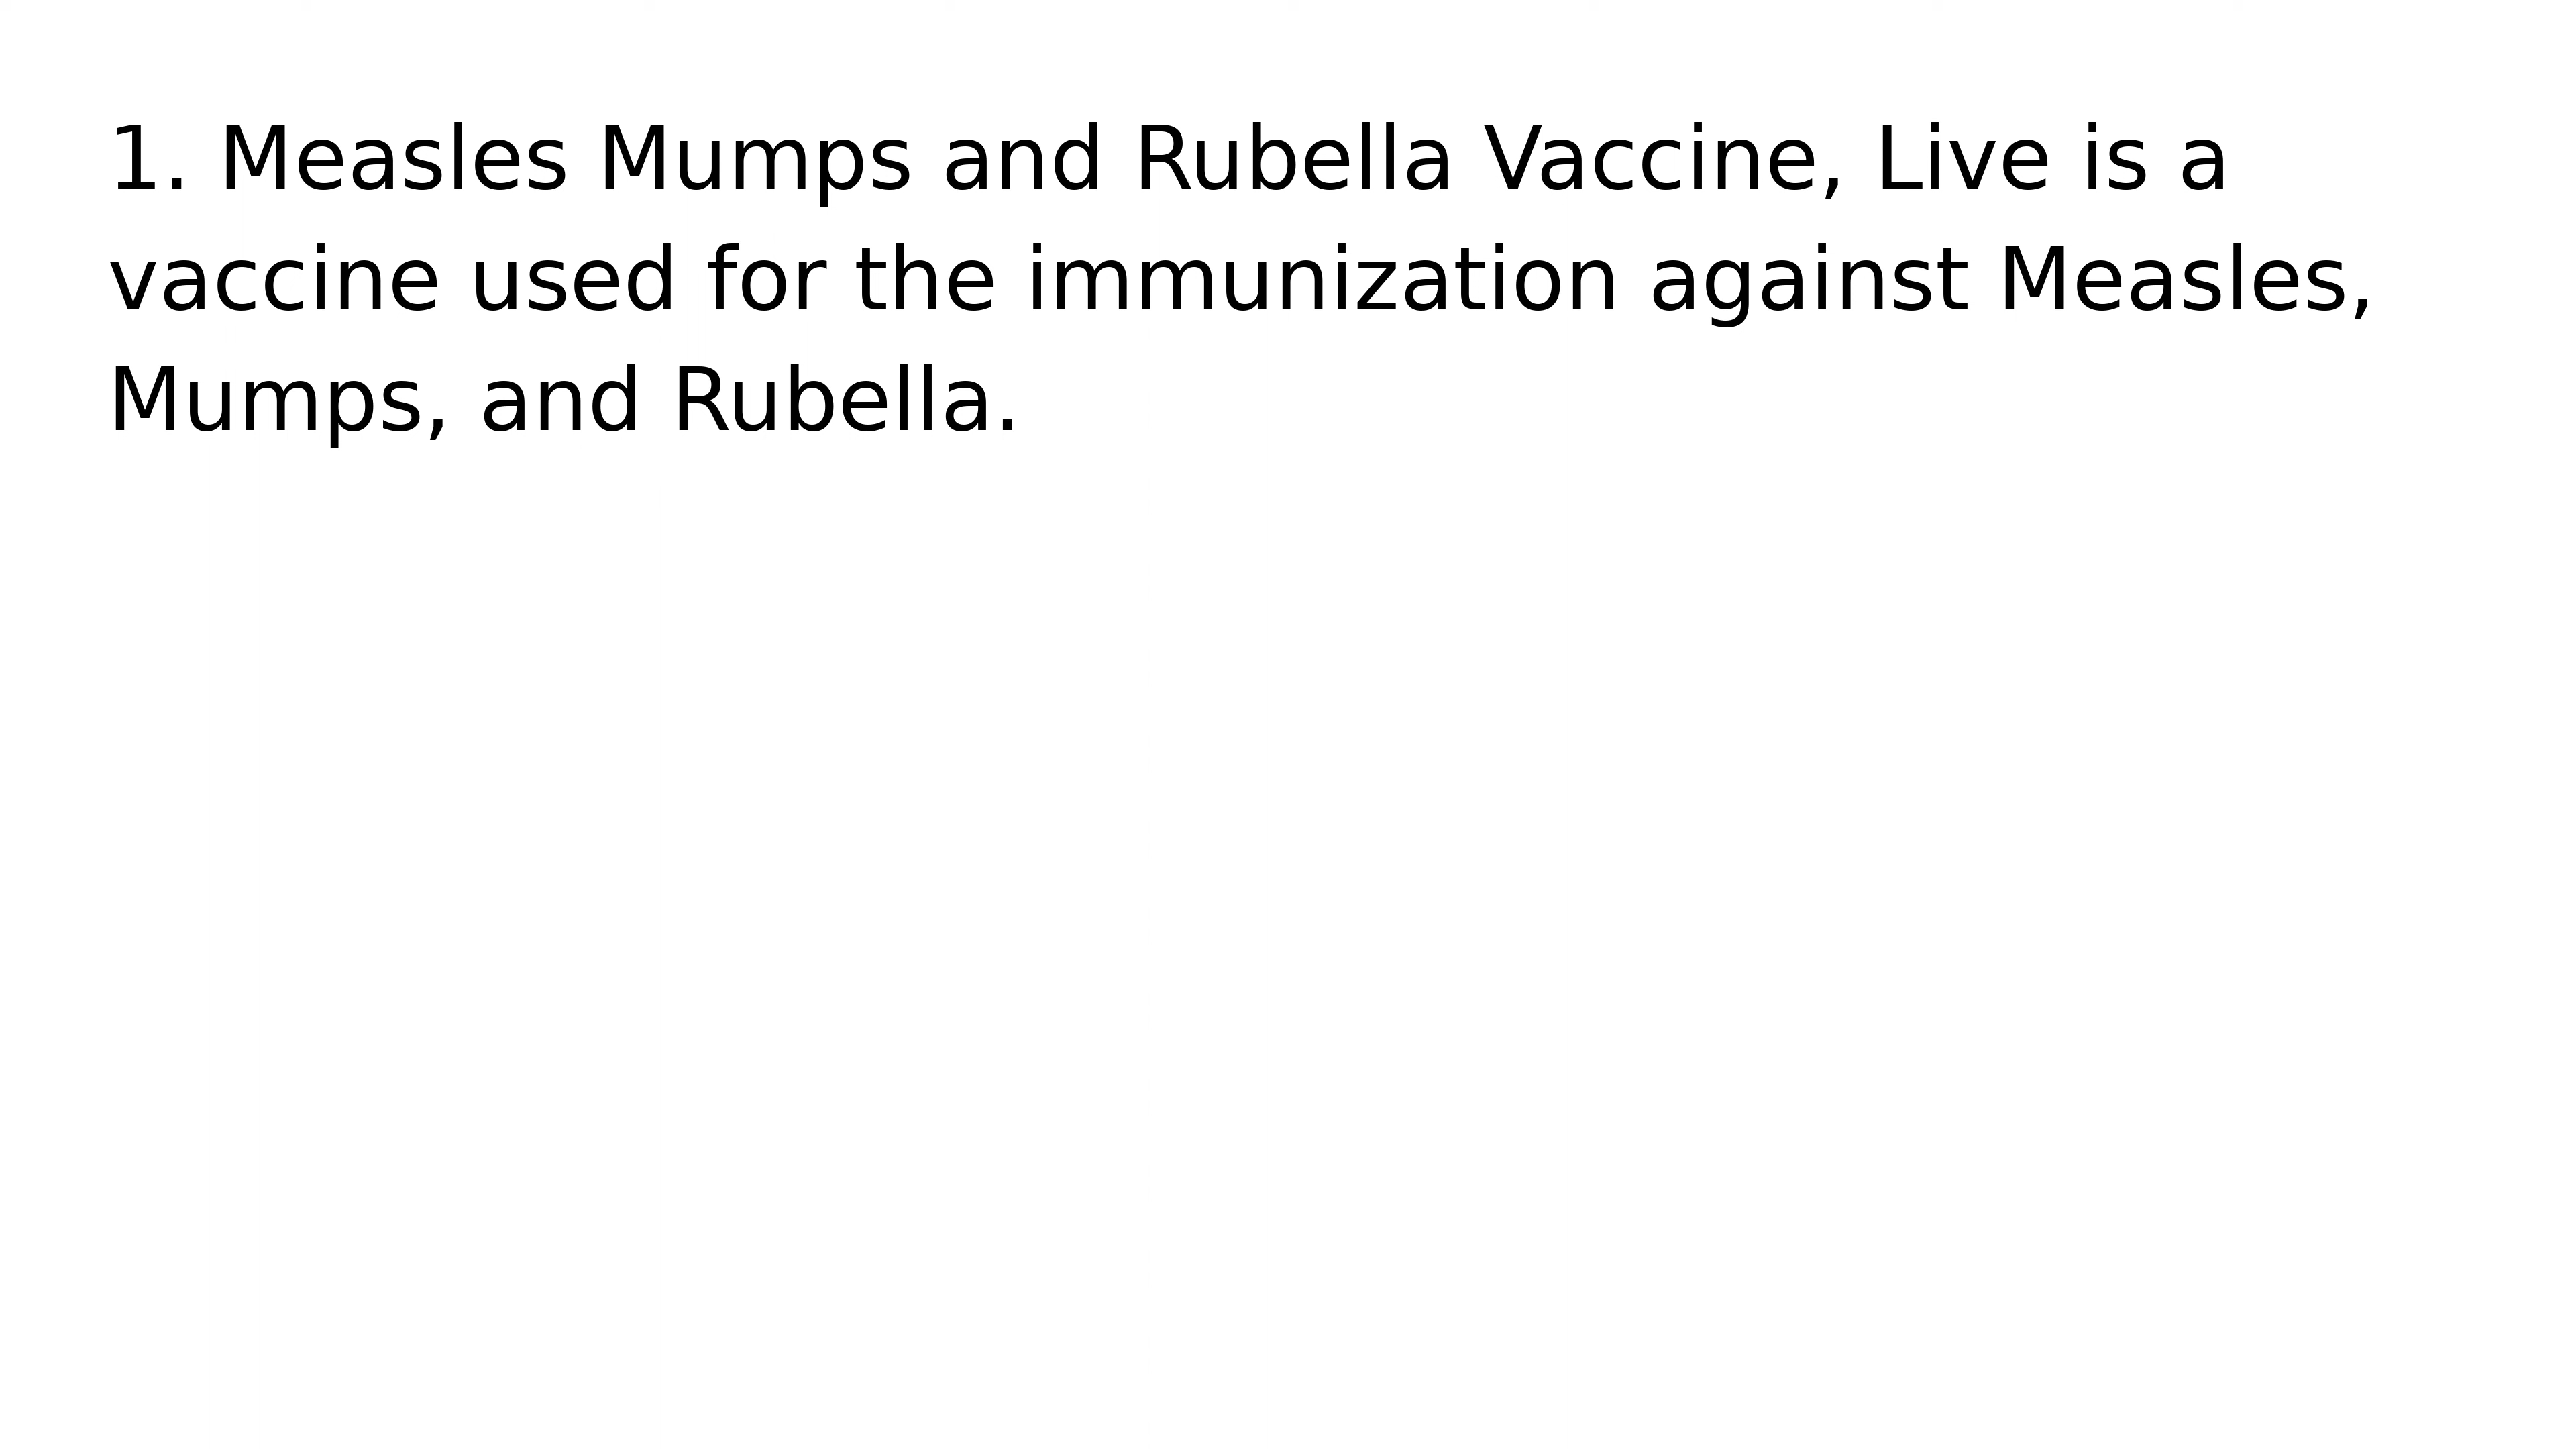 1. Measles Mumps and Rubella Vaccine, Live is a
vaccine used for the immunization against Measles,
Mumps, and Rubella.